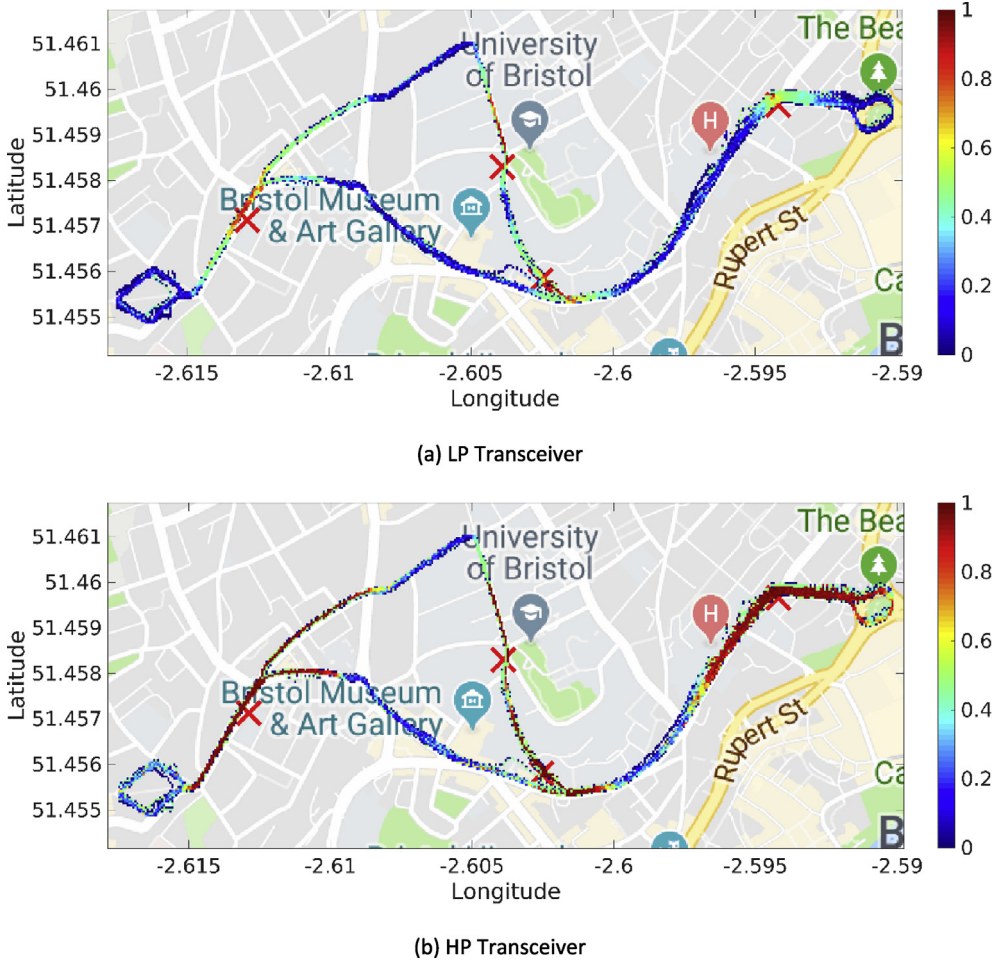 The Bea
University
of Bristol
H
Bristol Museum
& Art Gallery
Rupert St
Ca
B
51.461
51.46
51.459
51.458
51.457
51.456
51.455
Latitude
-2.615
-2.61
-2.605
-2.6
-2.595
-2.59
Longitude
1
0.8
0.6
0.4
0.2
0
(a) LP Transceiver
The Bea
University
of Bristol
H
Bristol Museum
& Art Gallery
Rupert St
Ca
B
51.461
51.46
51.459
51.458
51.457
51.456
51.455
Latitude
-2.615
-2.61
-2.605
-2.6
-2.595
-2.59
Longitude
1
0.8
0.6
0.4
0.2
0
(b) HP Transceiver